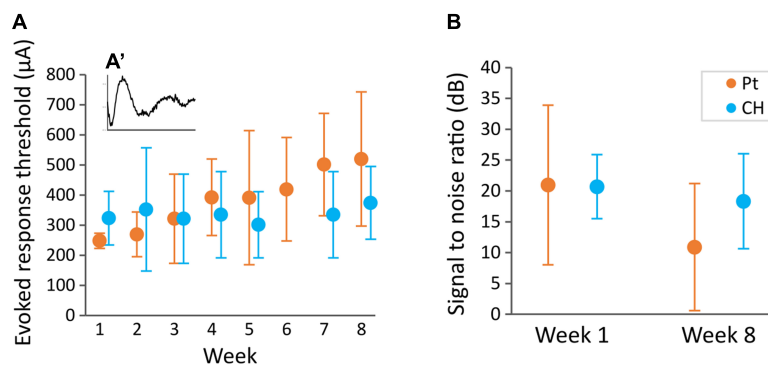 A
A'
Evoked response threshold (µA)
800
700
600
500
400
300
200
100
0
1 2 3 4 5 6 7 8
Week
B
Signal to noise ratio (dB)
40
35
30
25
20
15
10
5
0
Week 1 Week 8
Pt
CH